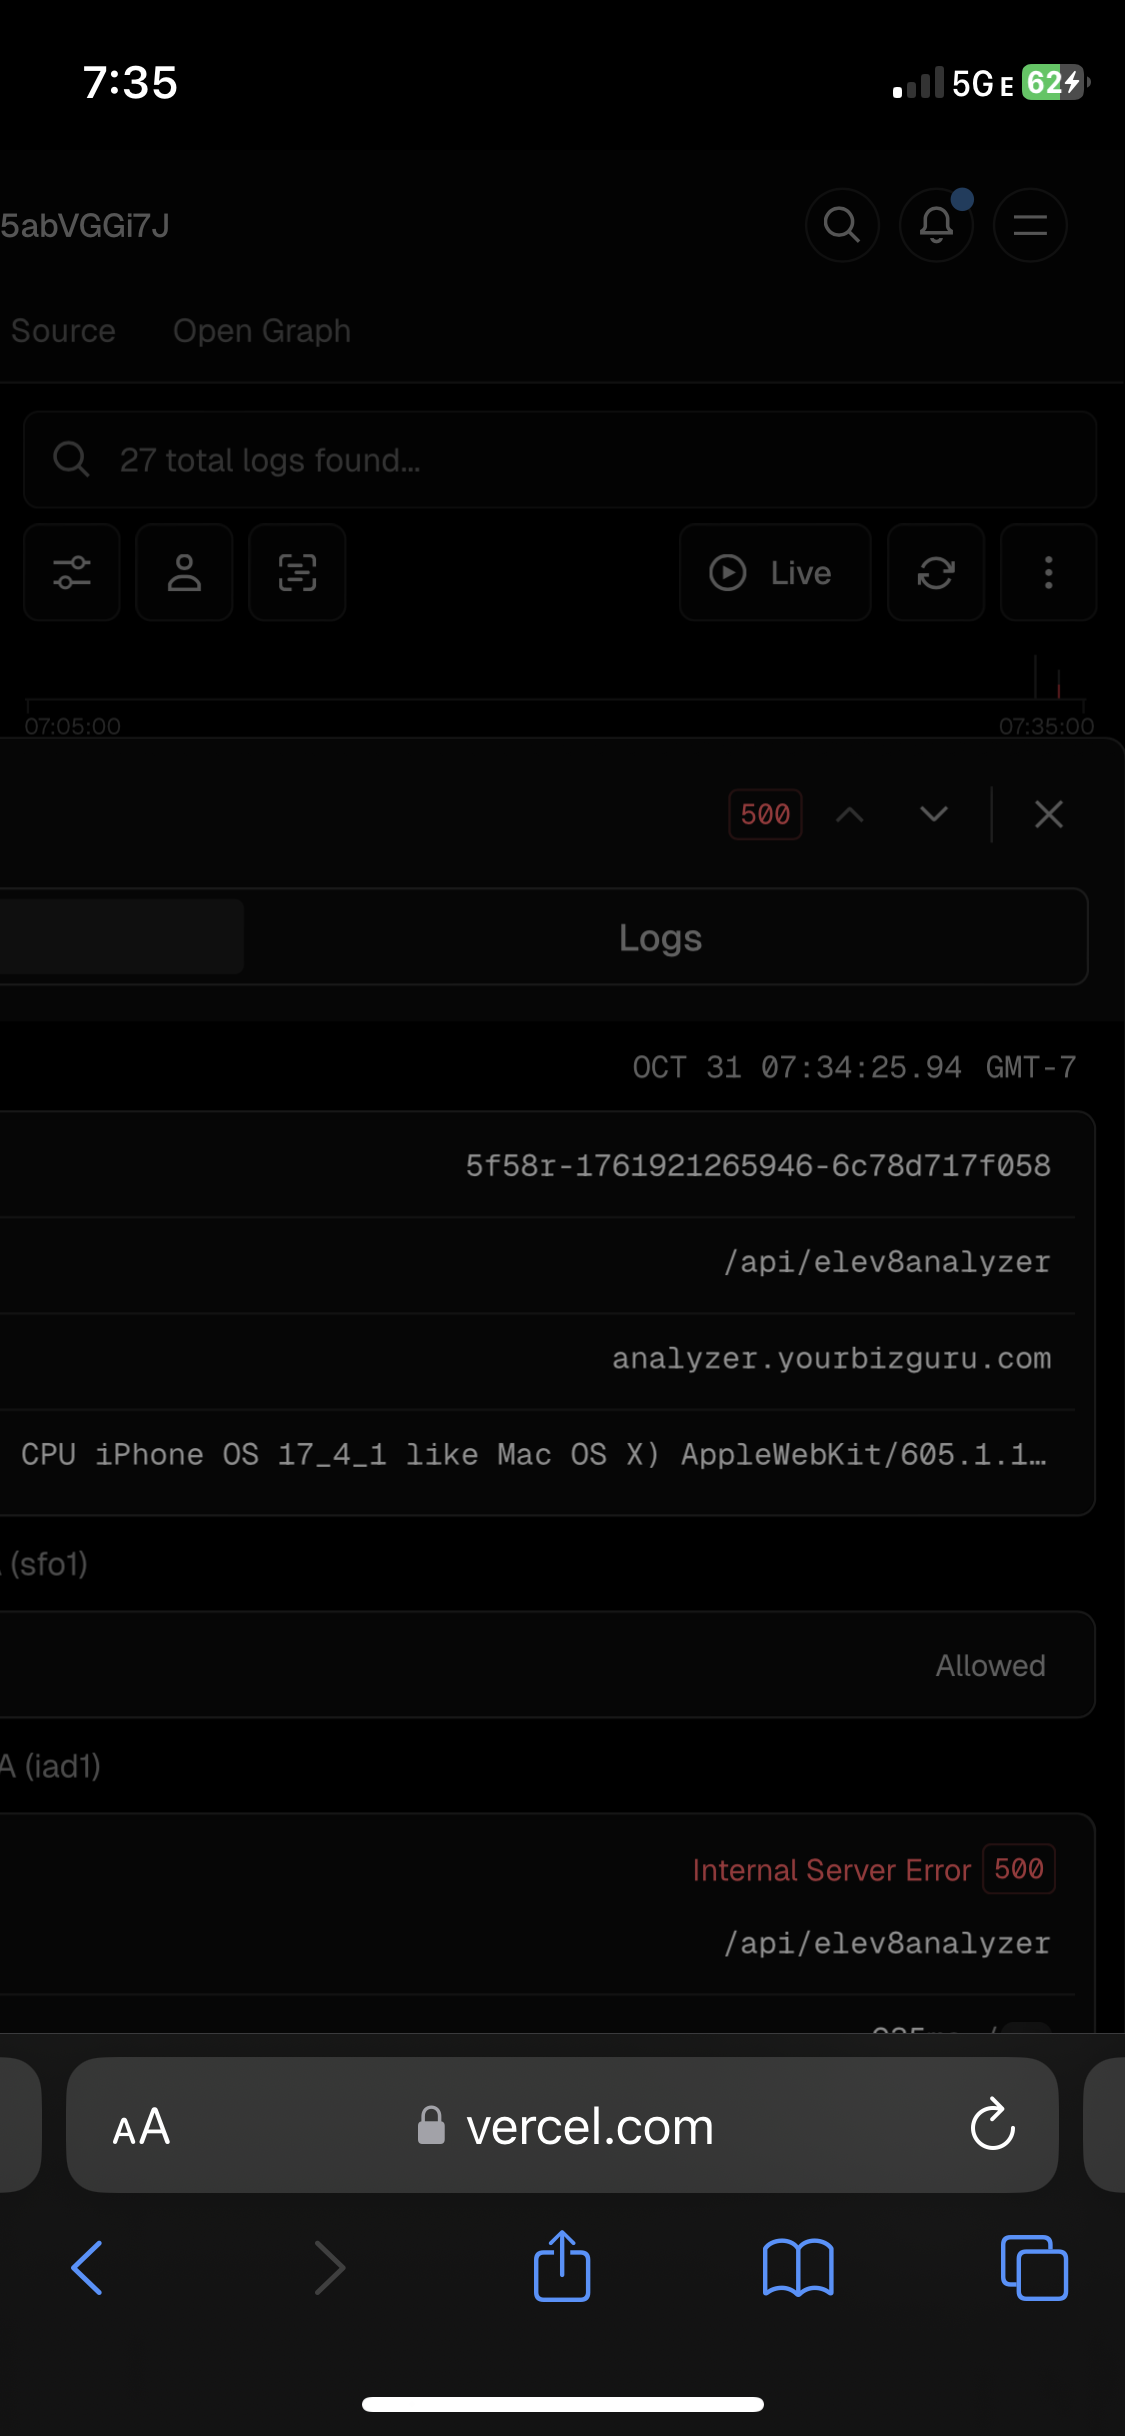 7:35
5G E 62
5abVGGi7J
Source Open Graph
27 total logs found...
Live
07:05:00 07:35:00
500
Logs
OCT 31 07:34:25.94 GMT-7
5f58r-1761921265946-6c78d717f058
/api/elev8analyzer
analyzer.yourbizguru.com
CPU iPhone OS 17_4_1 like Mac OS X) AppleWebKit/605.1.1…
(sfo1)
Allowed
A (iad1)
Internal Server Error 500
/api/elev8analyzer
AA vercel.com